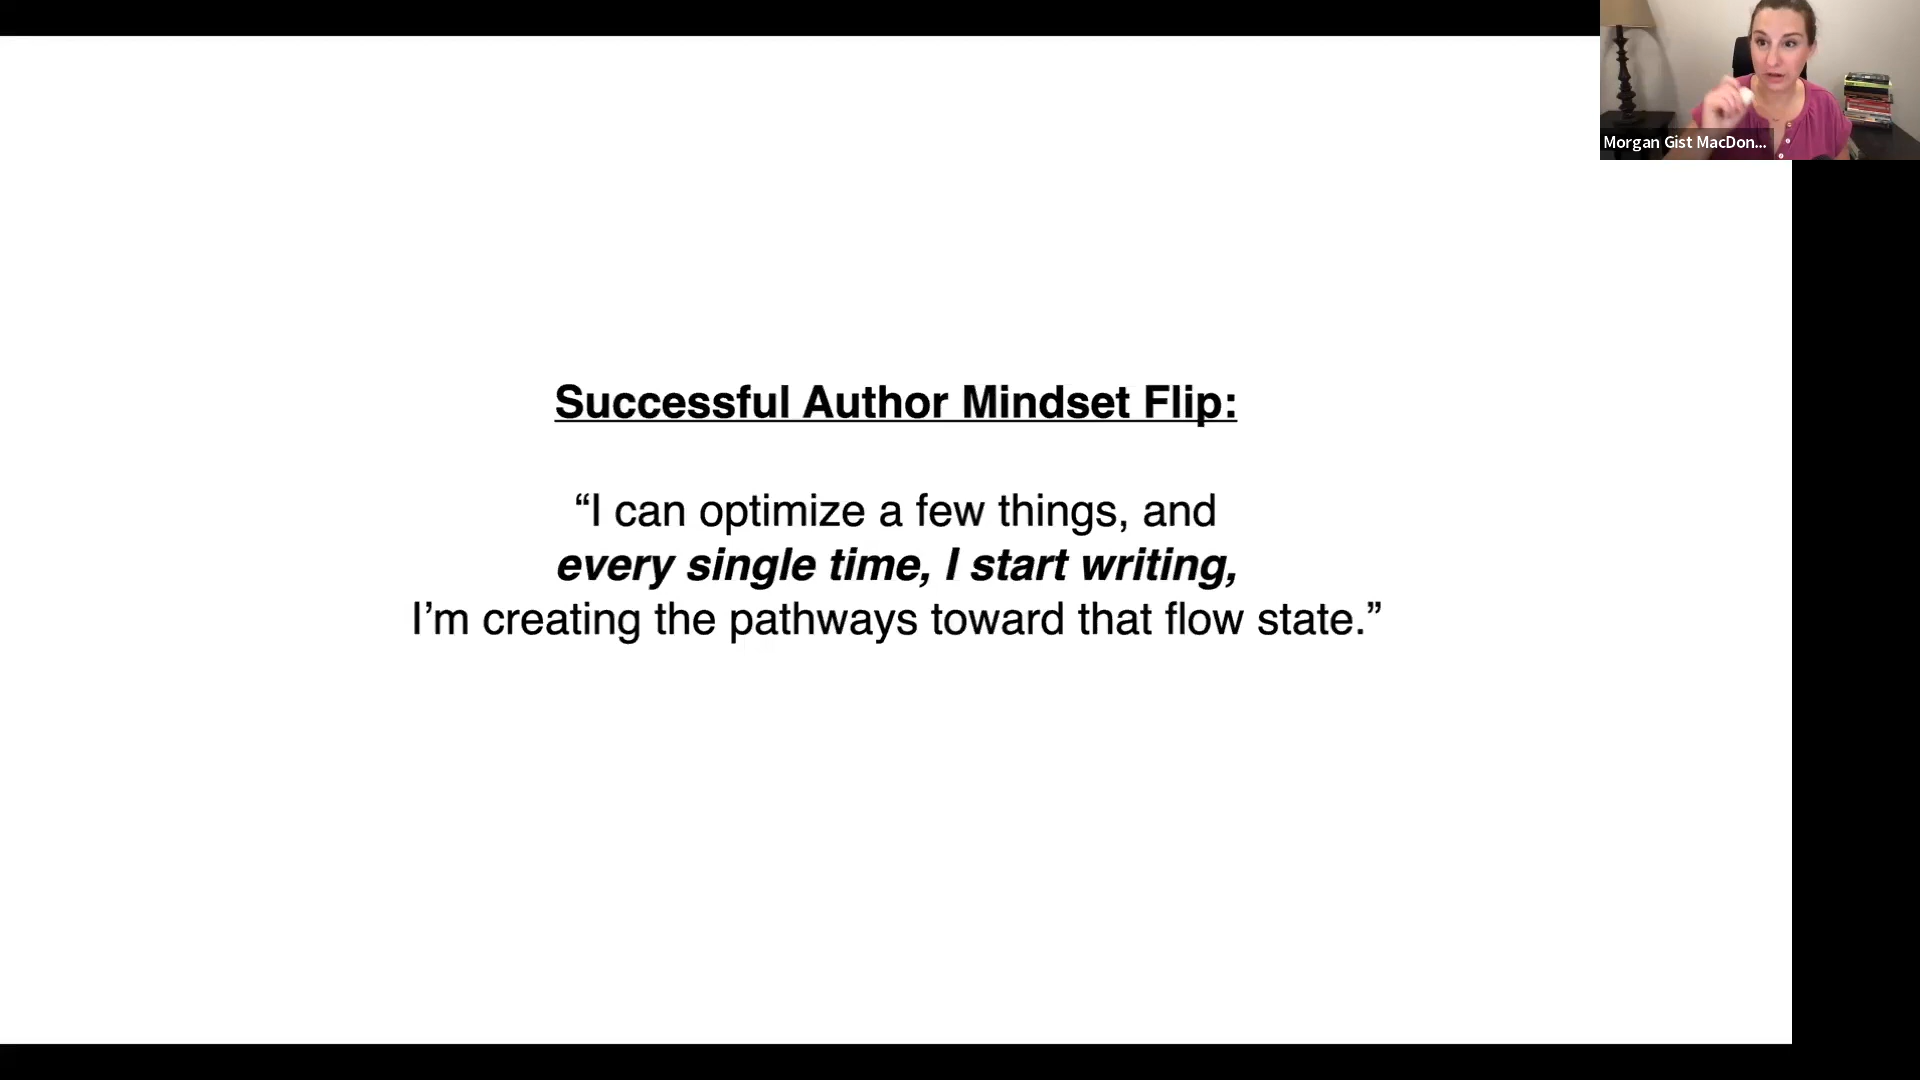 Morgan Gist MacDon...
Successful Author Mindset Flip:
“I can optimize a few things, and
every single time, I start writing,
I’m creating the pathways toward that flow state.”